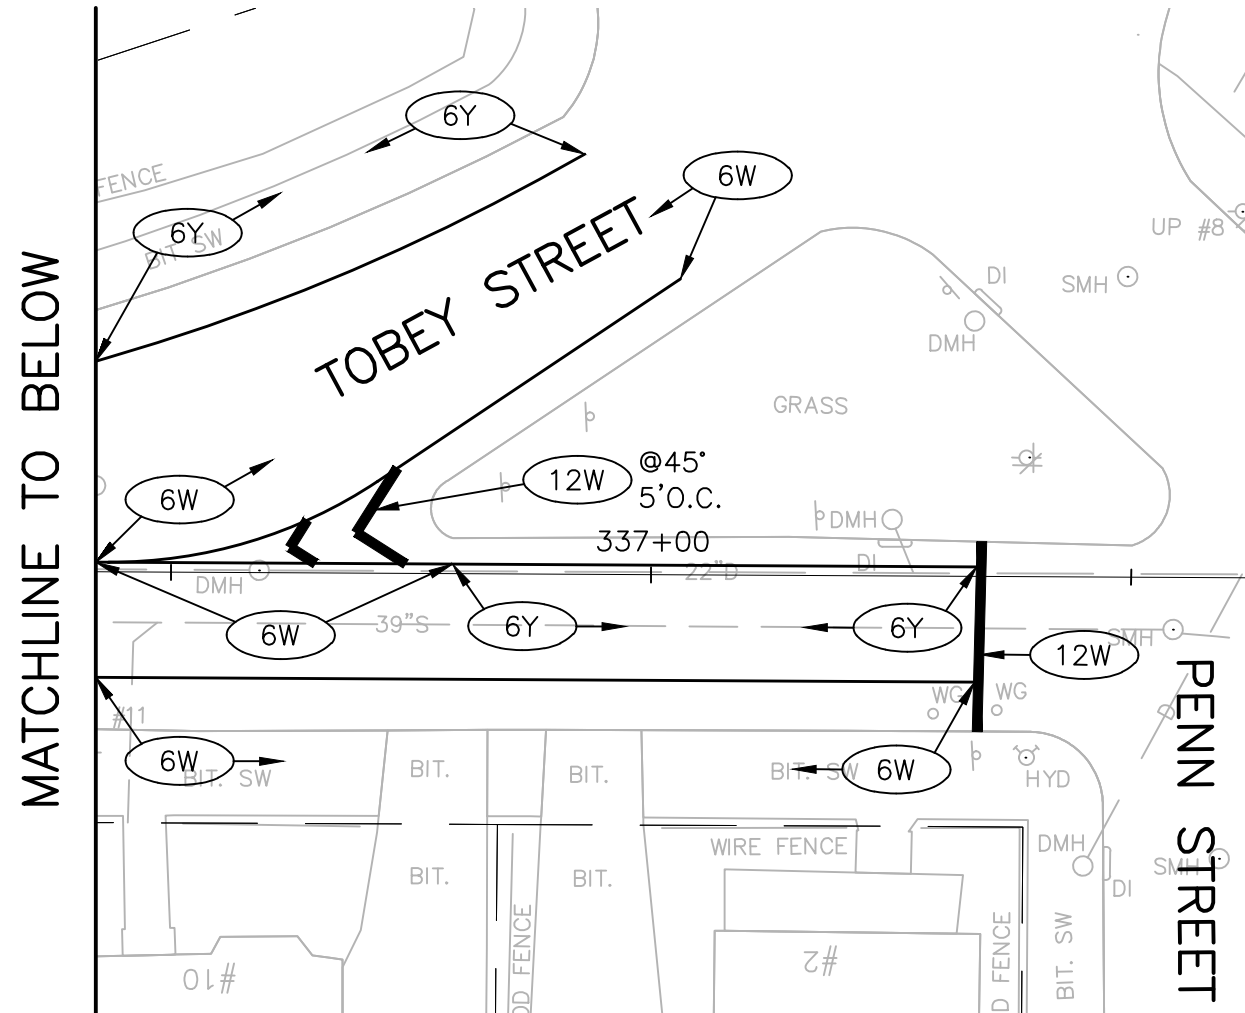 6Y
FENCE
6W
6Y
UP #8
BIT SW
TOBEY STREET
DI
SMH
DMH
MATCHLINE TO BELOW
GRASS
@45°
12W
5'O.C.
6W
DMH
337+00
DI
22"D
DMH
39"S
6Y
6Y
6W
SMH
12W
WG
WG
#11
PENN STREET
6W
BIT. SW
BIT.
BIT.
BIT. SW
6W
HYD
WIRE FENCE
DMH
SMH
DI
BIT.
BIT.
OD FENCE
D FENCE
BIT. SW
#10
#2